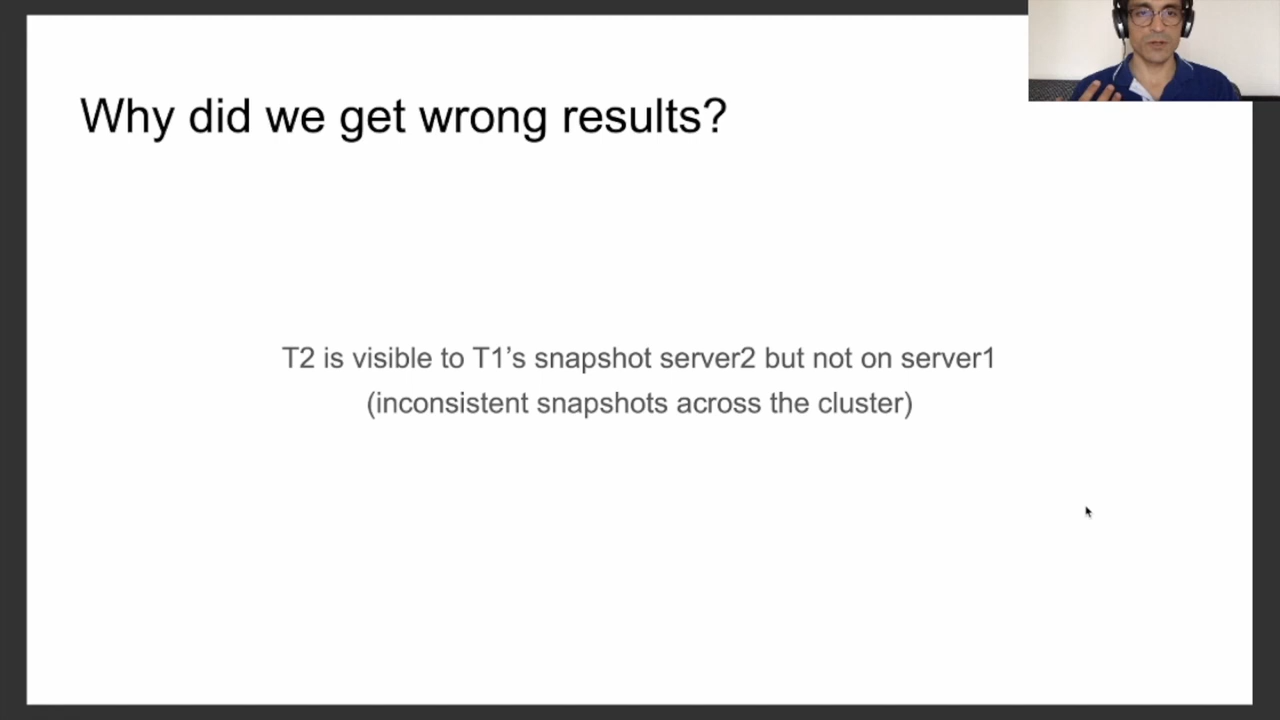 Why did we get wrong results?
T2 is visible to T1’s snapshot server2 but not on server1
(inconsistent snapshots across the cluster)